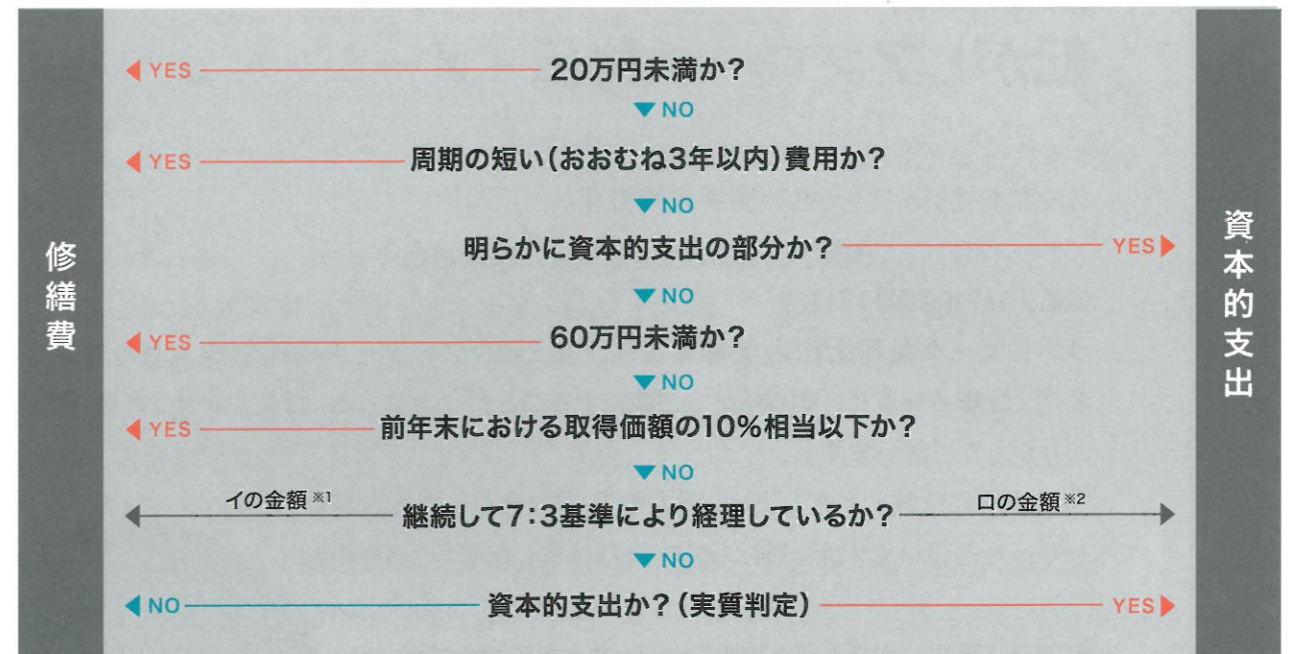 修繕費
資本的支出
20万円未満か?
YES
NO
周期の短い(おおむね3年以内)費用か?
YES
NO
明らかに資本的支出の部分か?
YES
NO
60万円未満か?
YES
NO
前年末における取得価額の10%相当以下か?
YES
NO
イの金額※1
継続して7:3基準により経理しているか?
ロの金額※2
NO
NO
資本的支出か?(実質判定)
YES